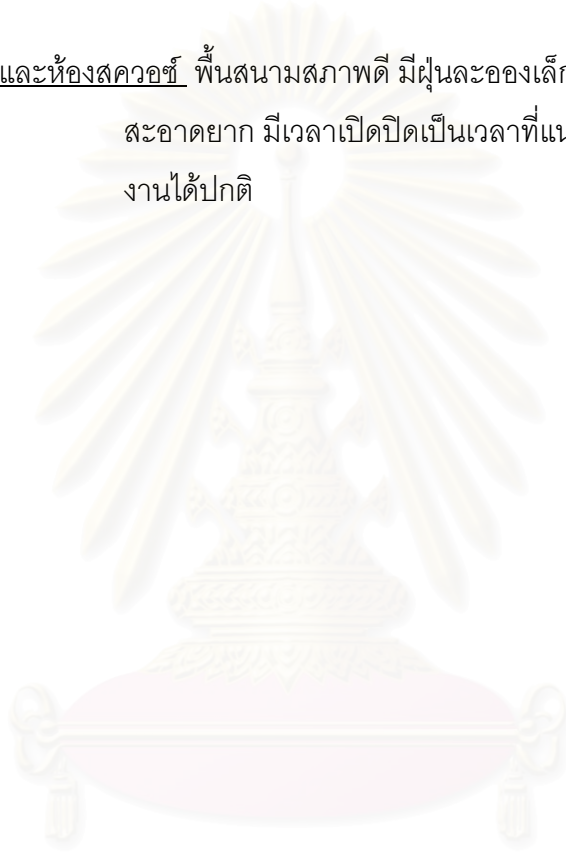 และห้องสควอซ์ พื้นสนามสภาพดี มีฝุ่นละอองเล็ก
สะอาดยาก มีเวลาเปิดปิดเป็นเวลาที่แน
งานได้ปกติ